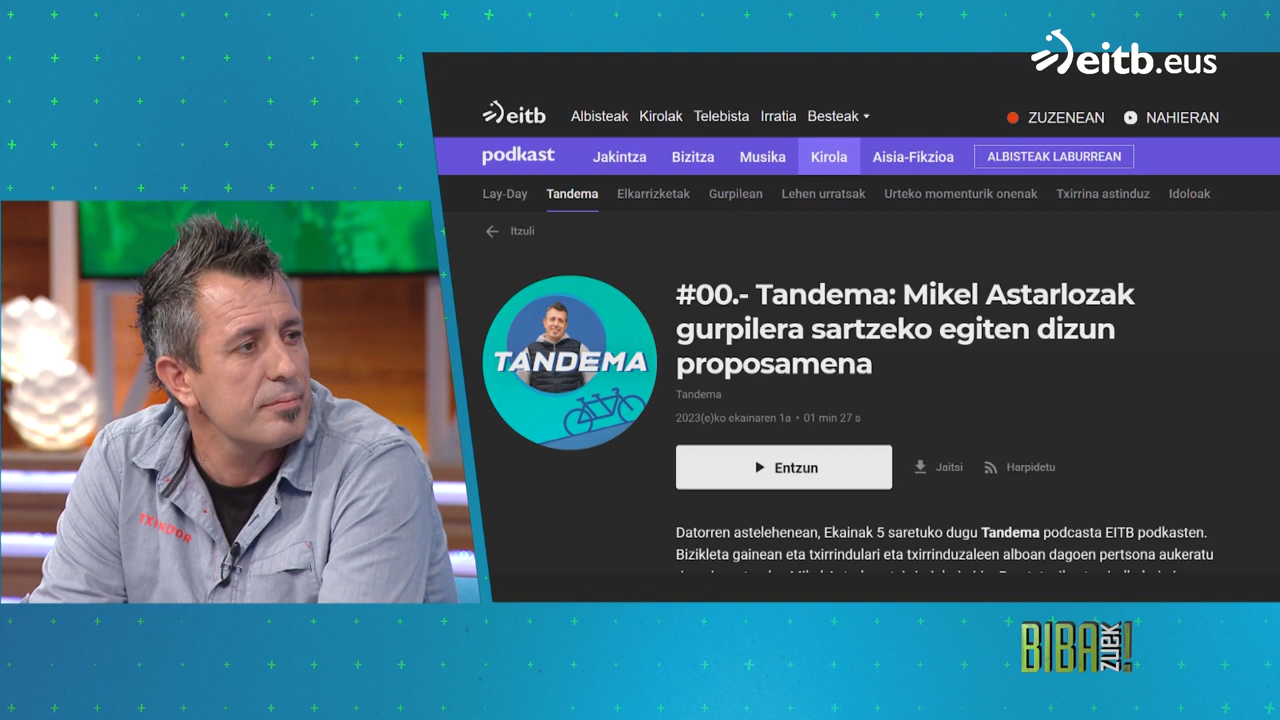 eitb.eus
eitb Albisteak Kirolak Telebista Irratia Besteak ZUZENEAN NAHIERAN
podkast Jakintza Bizitza Musika Kirola Aisia-Fikzioa ALBISTEAK LABURREAN
Lay-Day Tandema Elkarrizketak Gurpilean Lehen urratsak Urteko momenturik onenak Txirrina astinduz Idoloak
Itzuli
#00.- Tandema: Mikel Astarlozak
gurpilera sartzeko egiten dizun
proposamena
TANDEMA
Tandema
2023(e)ko ekainaren 1a • 01 min 27 s
Entzun Jaitsi Harpidetu
Datorren astelehenean, Ekainak 5 saretuko dugu Tandema podcasta EITB podkasten.
Bizikleta gainean eta txirrindulari eta txirrinduzaleen alboan dagoen pertsona aukeratu
TXINDOR
BIBA ZUEK!